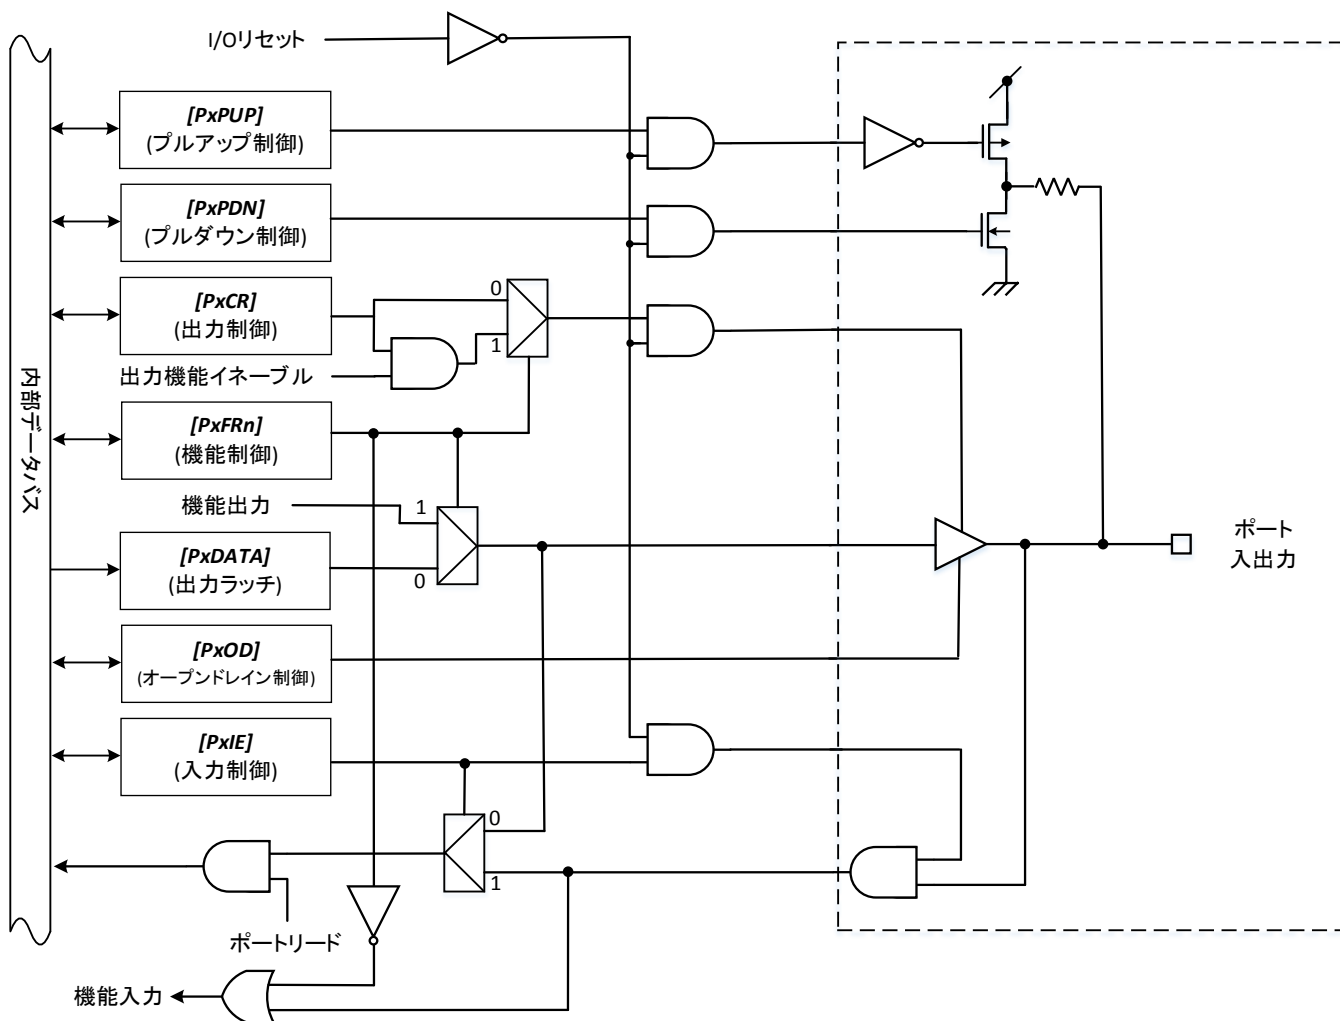 I/Oリセット
[PxPUP]
(プルアップ制御)
[PxPDN]
(プルダウン制御)
[PxCR]
(出力制御)
0
1
出力機能イネーブル
[PxFRn]
(機能制御)
機能出力
1
[PxDATA]
(出力ラッチ)
0
ポート
入出力
[PxOD]
(オープンドレイン制御)
[PxIE]
(入力制御)
0
1
ポートリード
機能入力
内部データバス